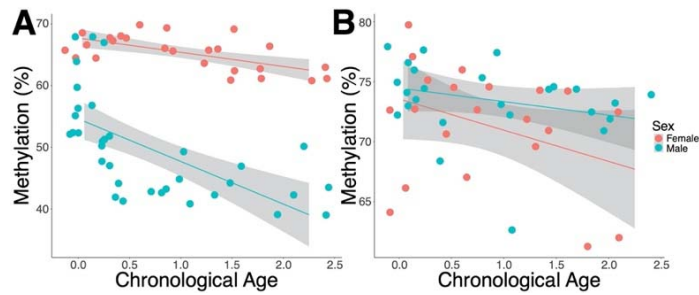 A
Methylation (%)
70
60
50
40
0.0 0.5 1.0 1.5 2.0 2.5
Chronological Age
B
Methylation (%)
80
75
70
65
0.0 0.5 1.0 1.5 2.0 2.5
Chronological Age
Sex
Female
Male